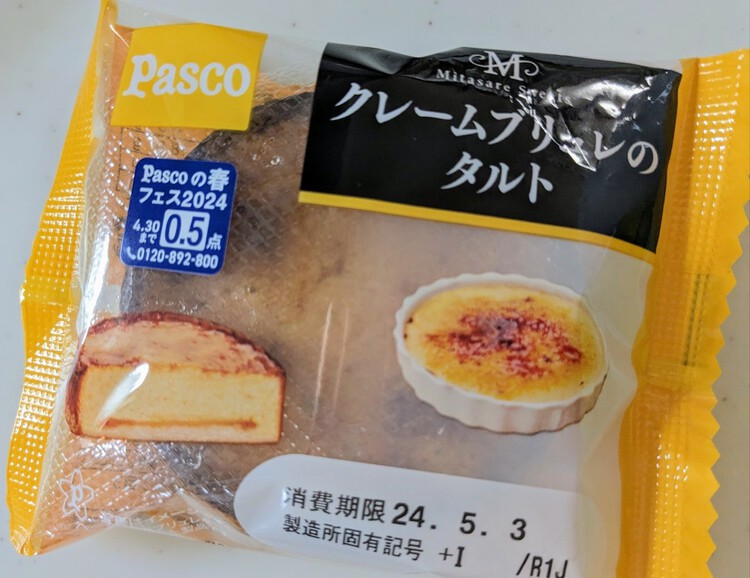 Pasco
M
Mitasare Sweets
クレームブリュレの
タルト
Pascoの春
フェス2024
4.30
まで
0.5点
0120-892-800
消費期限 24. 5. 3
製造所固有記号 +I /R1J